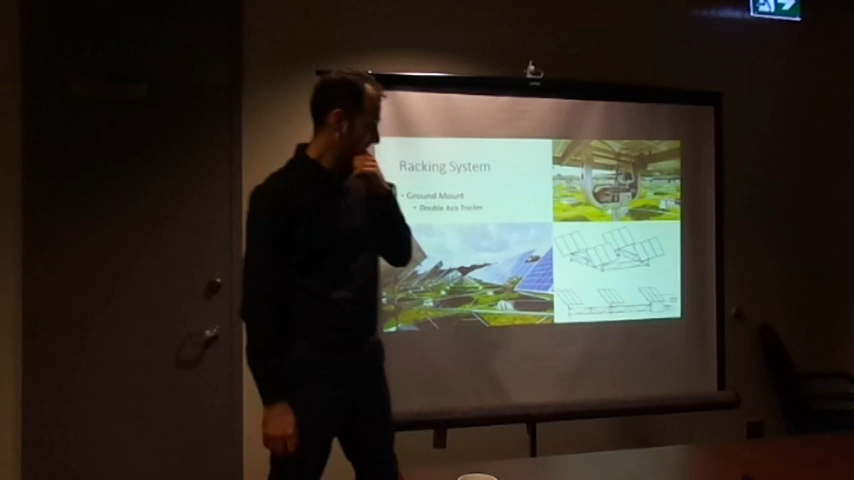 Racking System
• Ground Mount
• Double Axis Tracker